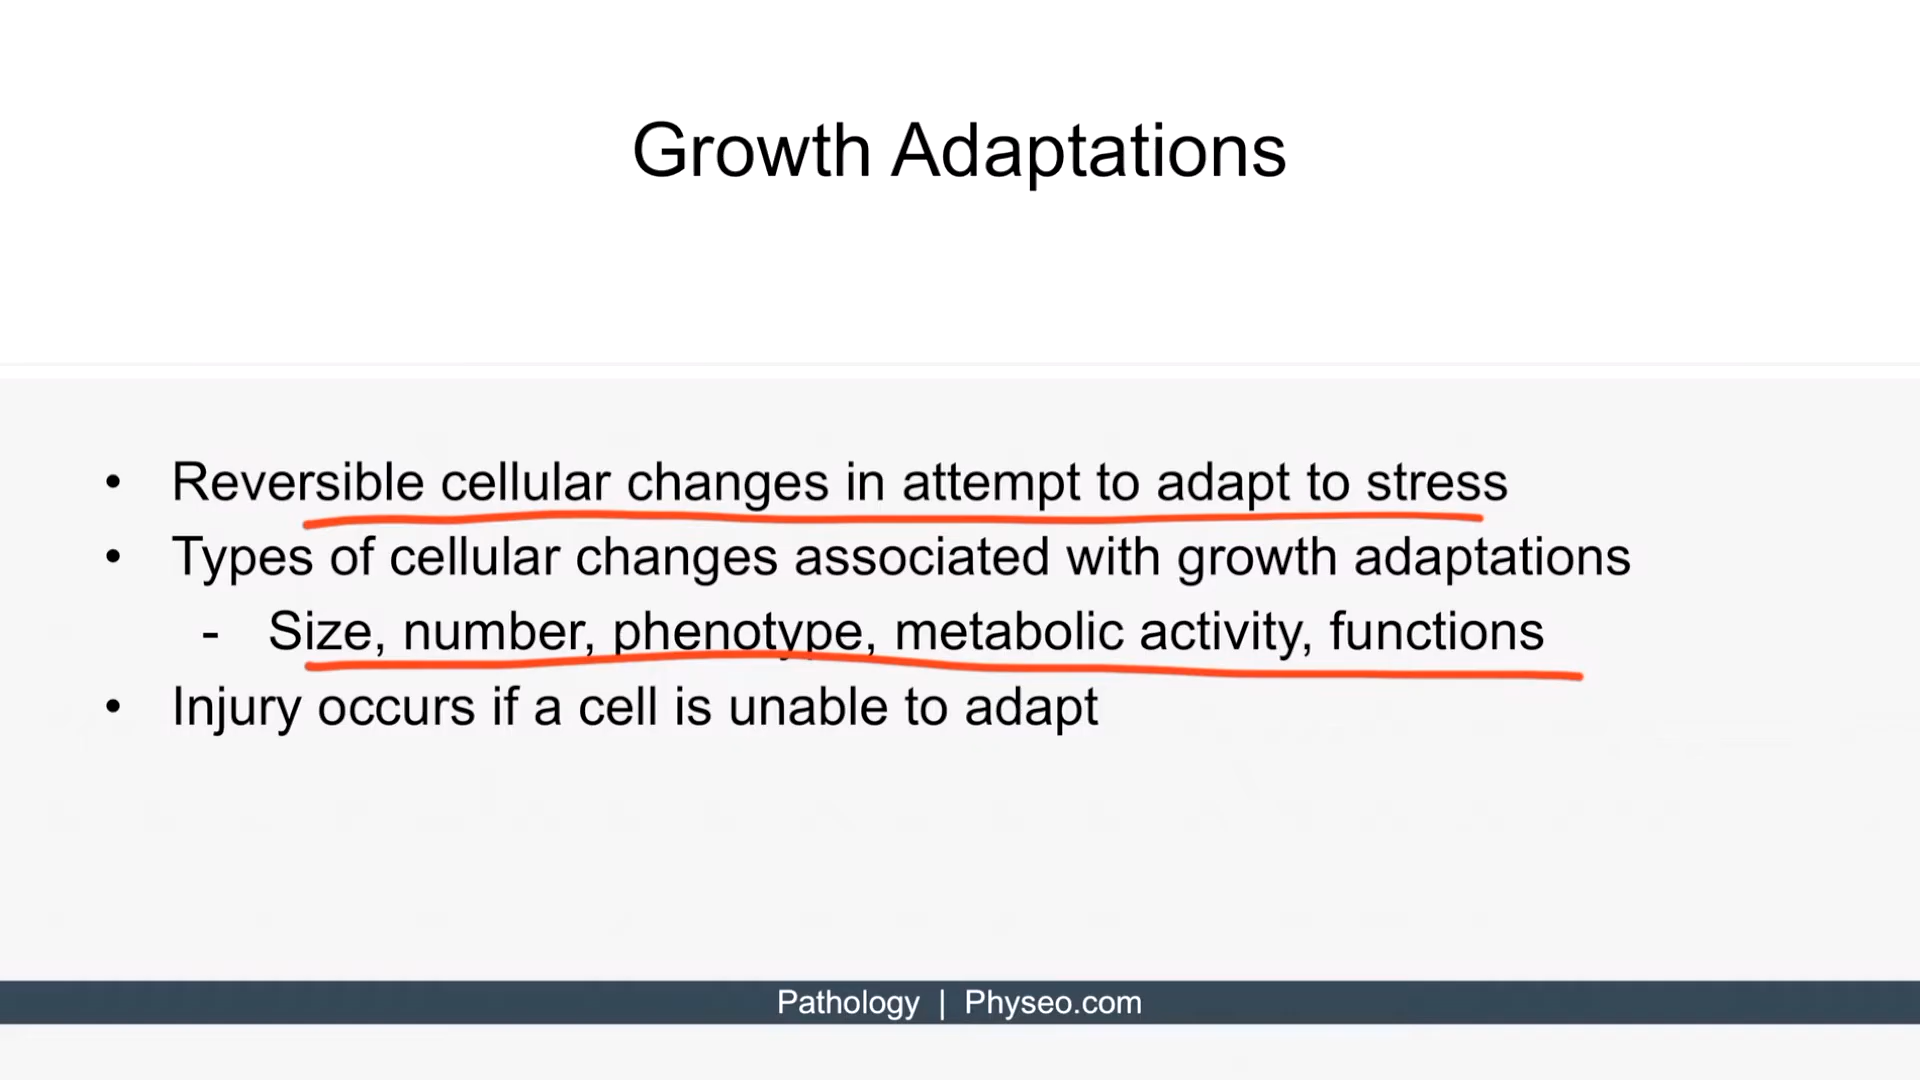 Growth Adaptations
• Reversible cellular changes in attempt to adapt to stress
• Types of cellular changes associated with growth adaptations
- Size, number, phenotype, metabolic activity, functions
• Injury occurs if a cell is unable to adapt
Pathology | Physeo.com